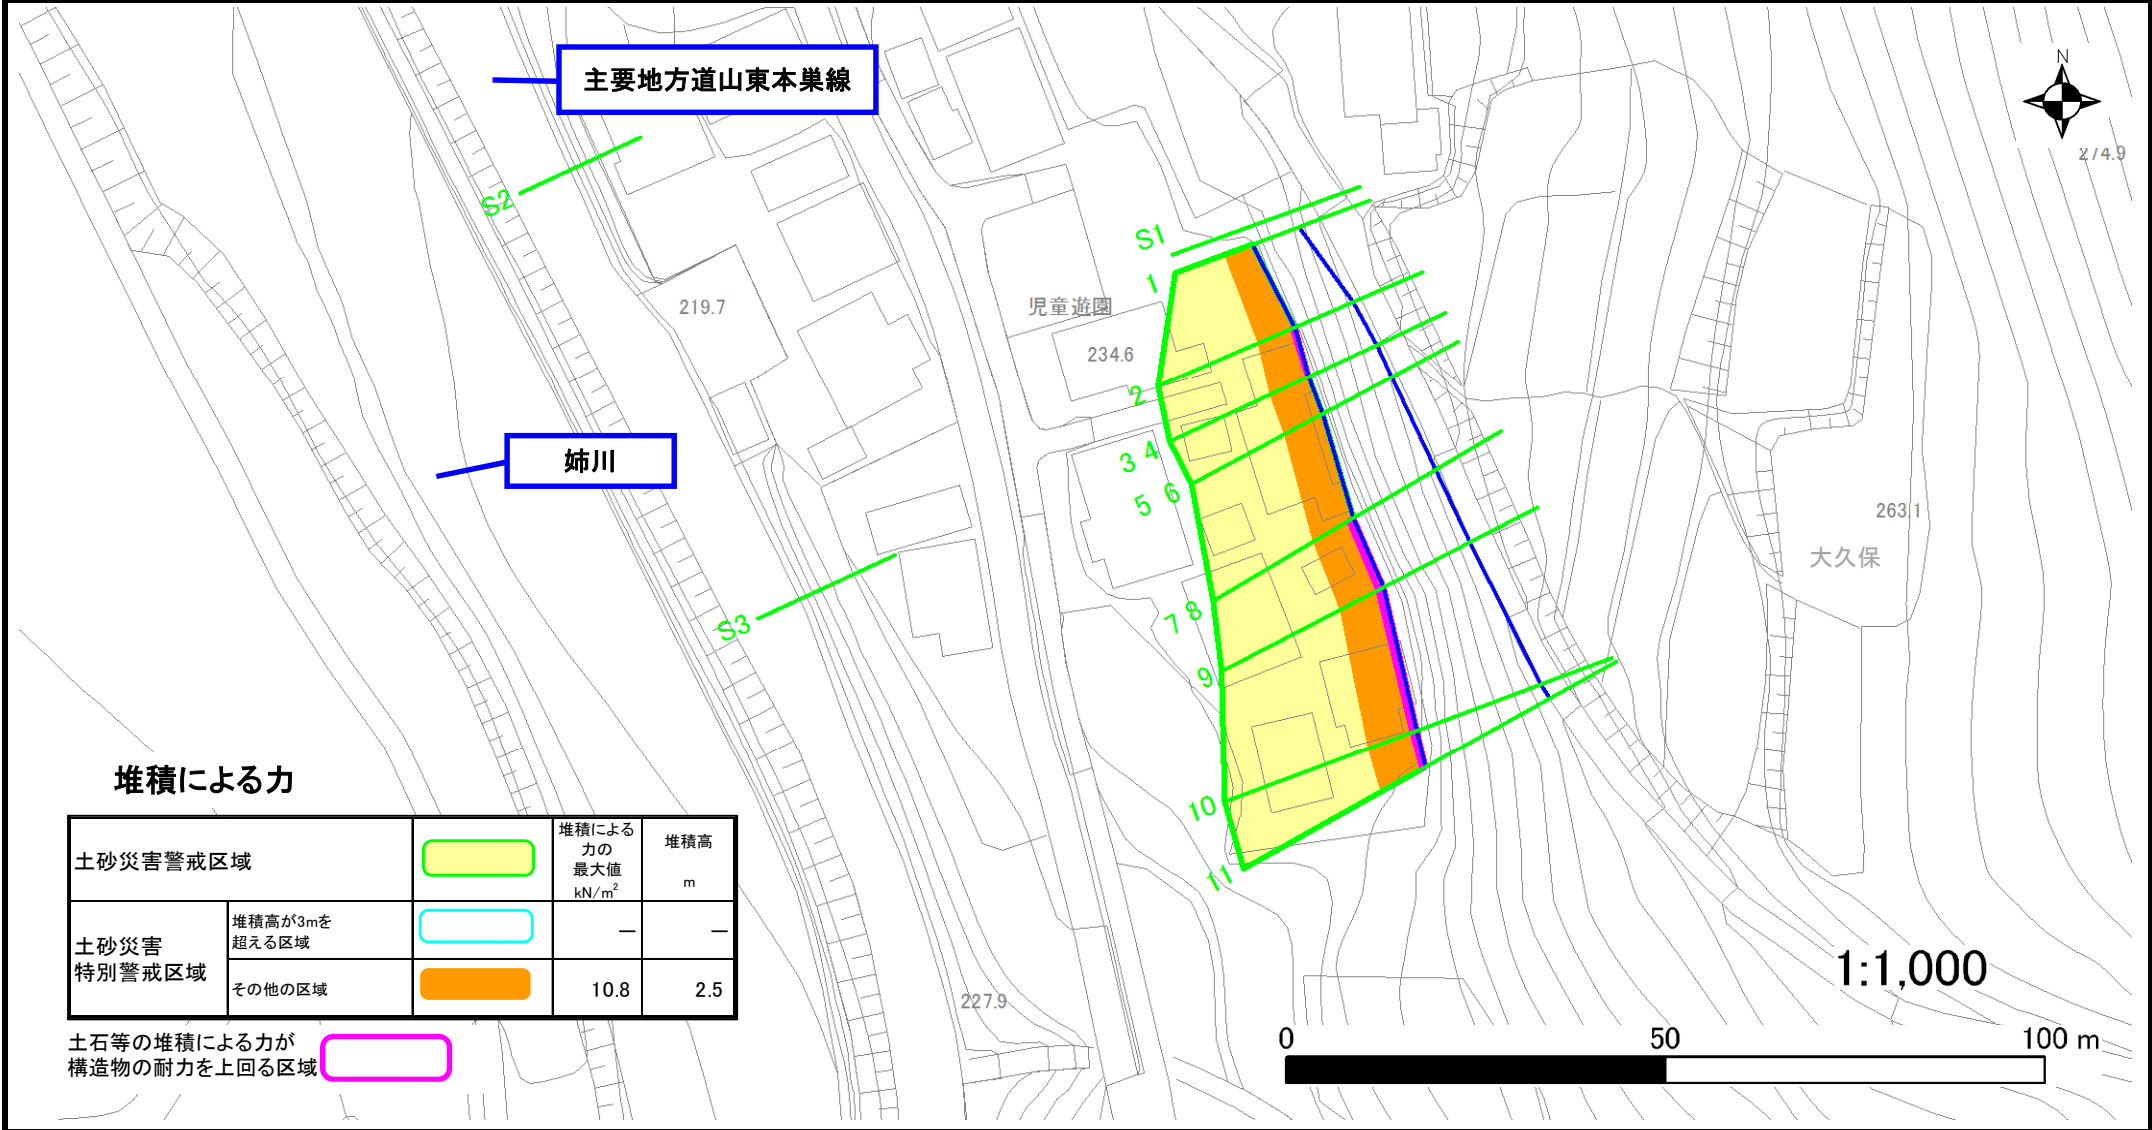 主要地方道山東本巣線
N
274.9
S2
S1
1
219.7
児童遊園
234.6
2
3 4
姉川
5 6
263.1
大久保
7 8
S3
9
10
11
堆積による力
土砂災害警戒区域
堆積による
力の
最大値
kN/m²
堆積高
m
土砂災害
特別警戒区域
堆積高が3mを
超える区域
—
—
その他の区域
10.8
2.5
土石等の堆積による力が
構造物の耐力を上回る区域
227.9
1:1,000
0 50 100 m